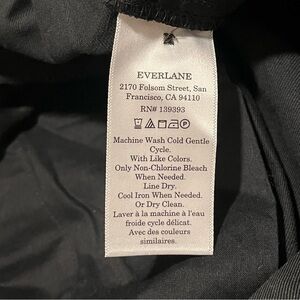 EVERLANE
2170 Folsom Street, San
Francisco, CA 94110
RN# 139393
Machine Wash Cold Gentle
Cycle.
With Like Colors.
Only Non-Chlorine Bleach
When Needed.
Line Dry.
Cool Iron When Needed.
Or Dry Clean.
Laver à la machine à l'eau
froide cycle délicat.
Avec des couleurs
similaires.